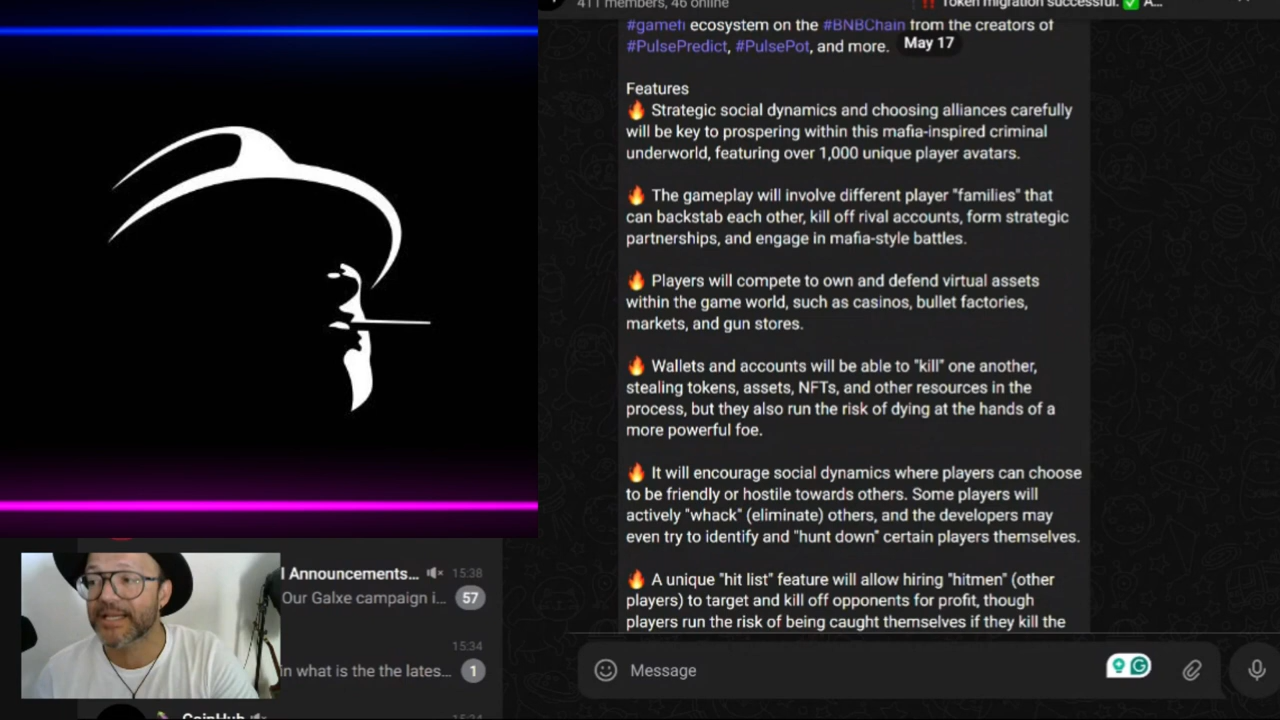 411 members, 46 online
Token migration successful. ✅ A...
#gamefi ecosystem on the #BNBChain from the creators of
#PulsePredict, #PulsePot, and more.
May 17
Features
🔥 Strategic social dynamics and choosing alliances carefully
will be key to prospering within this mafia-inspired criminal
underworld, featuring over 1,000 unique player avatars.
🔥 The gameplay will involve different player "families" that
can backstab each other, kill off rival accounts, form strategic
partnerships, and engage in mafia-style battles.
🔥 Players will compete to own and defend virtual assets
within the game world, such as casinos, bullet factories,
markets, and gun stores.
🔥 Wallets and accounts will be able to "kill" one another,
stealing tokens, assets, NFTs, and other resources in the
process, but they also run the risk of dying at the hands of a
more powerful foe.
🔥 It will encourage social dynamics where players can choose
to be friendly or hostile towards others. Some players will
actively "whack" (eliminate) others, and the developers may
even try to identify and "hunt down" certain players themselves.
🔥 A unique "hit list" feature will allow hiring "hitmen" (other
players) to target and kill off opponents for profit, though
players run the risk of being caught themselves if they kill the
Message
l Announcements... 15:38
Our Galxe campaign i... 57
15:34
in what is the the lates... 1
CoinHub